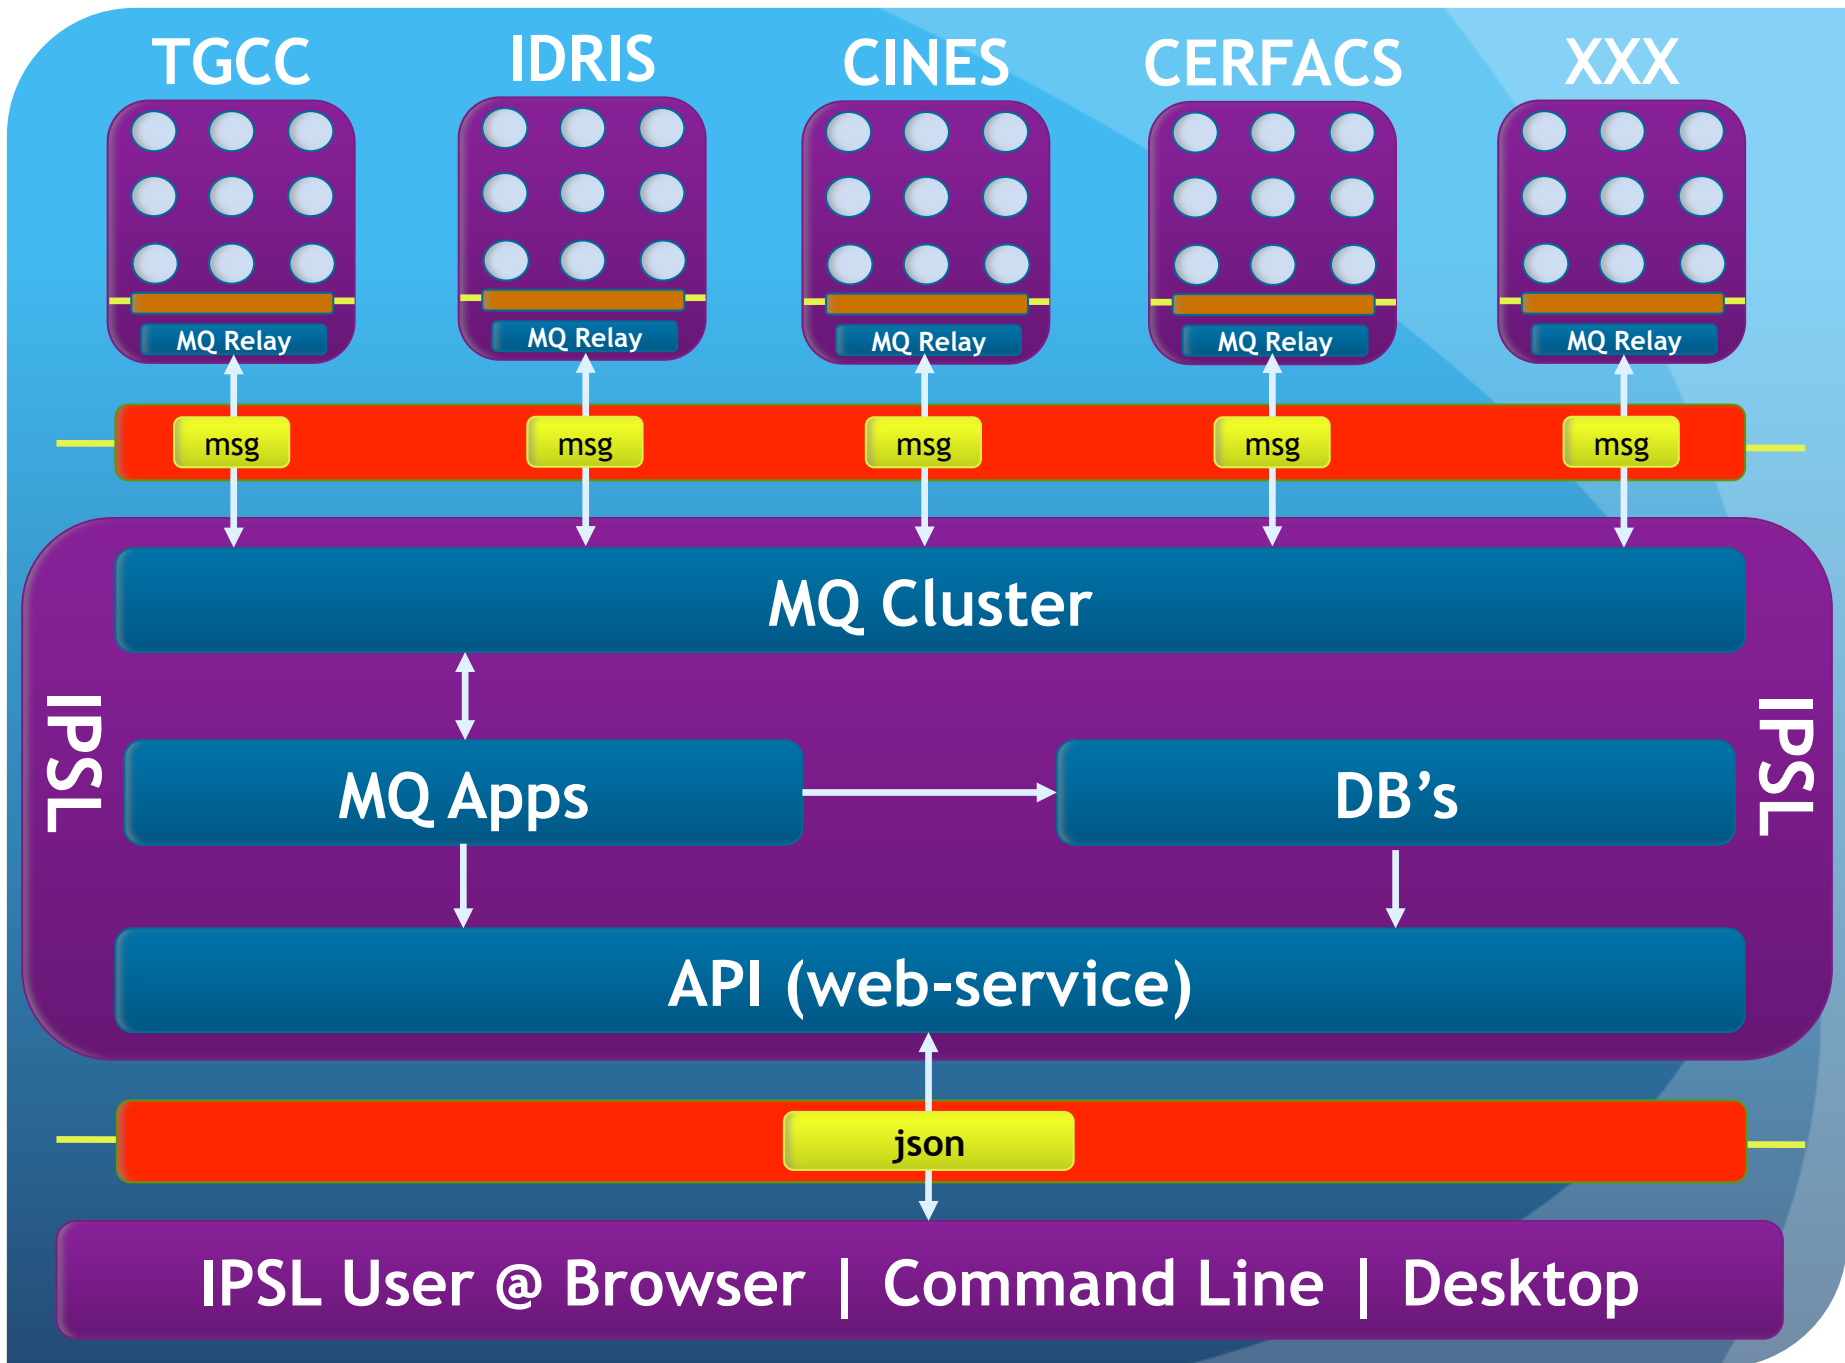 TGCC IDRIS CINES CERFACS XXX
MQ Relay MQ Relay MQ Relay MQ Relay MQ Relay
msg msg msg msg msg
MQ Cluster
IPSL IPSL
MQ Apps DB’s
API (web-service)
json
IPSL User @ Browser | Command Line | Desktop